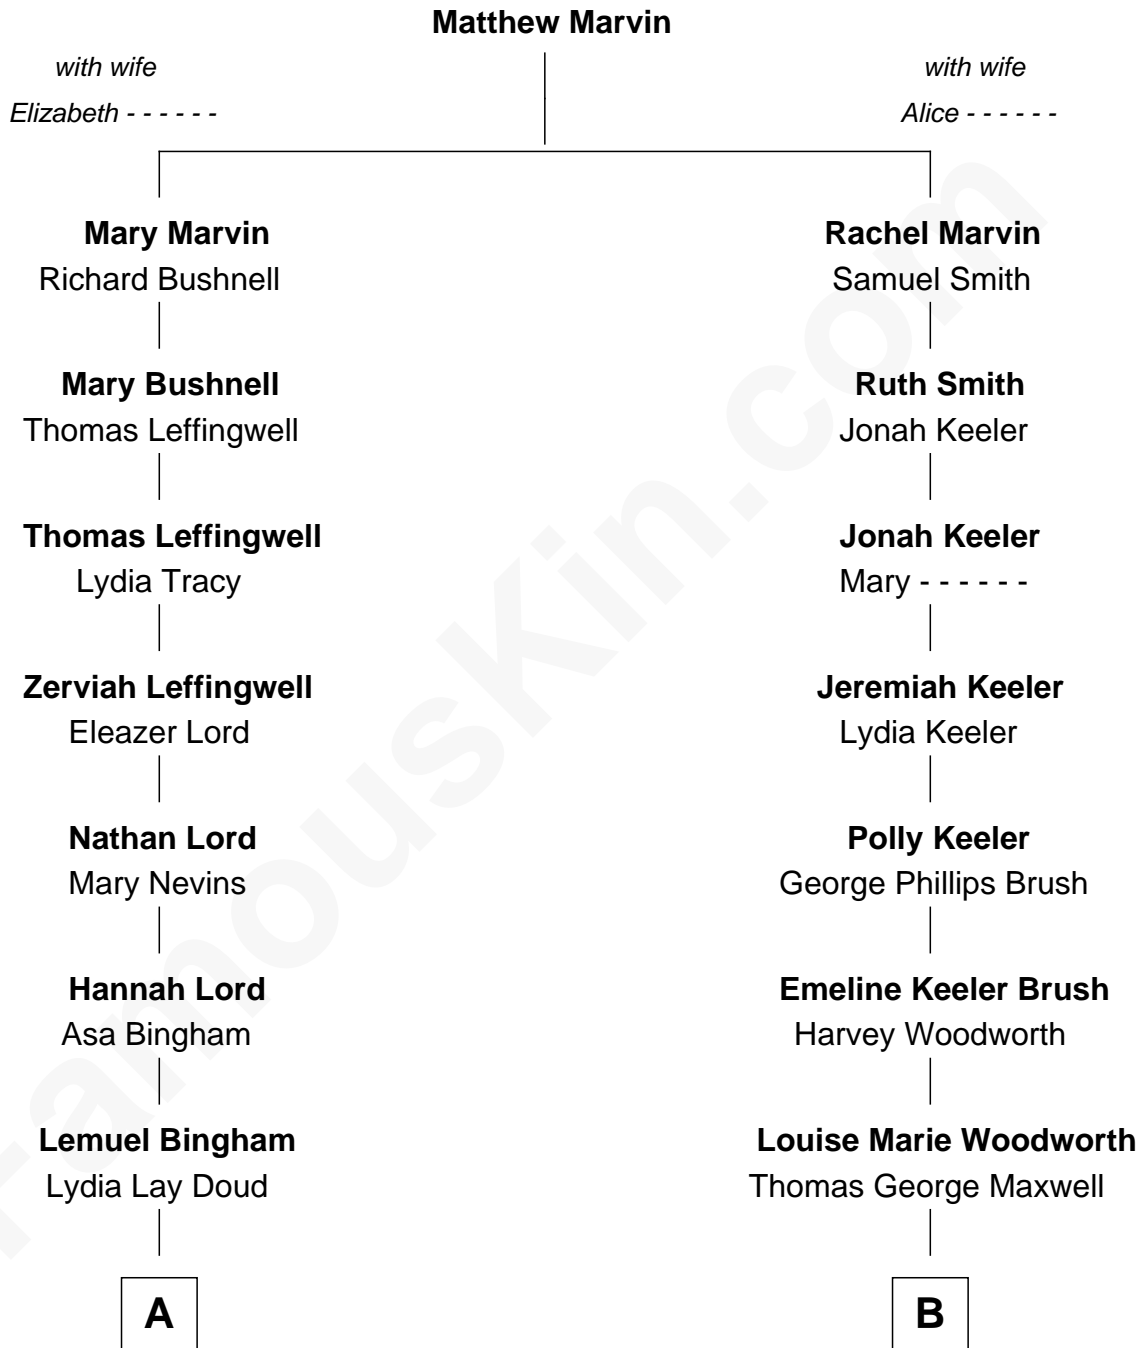 Matthew Marvin
with wife
Elizabeth - - - - - -
with wife
Alice - - - - - -
Mary Marvin
Richard Bushnell
Rachel Marvin
Samuel Smith
Mary Bushnell
Thomas Leffingwell
Ruth Smith
Jonah Keeler
Thomas Leffingwell
Lydia Tracy
Jonah Keeler
Mary - - - - - -
Zerviah Leffingwell
Eleazer Lord
Jeremiah Keeler
Lydia Keeler
Nathan Lord
Mary Nevins
Polly Keeler
George Phillips Brush
Hannah Lord
Asa Bingham
Emeline Keeler Brush
Harvey Woodworth
Lemuel Bingham
Lydia Lay Doud
Louise Marie Woodworth
Thomas George Maxwell
A
B
FamousKin.com